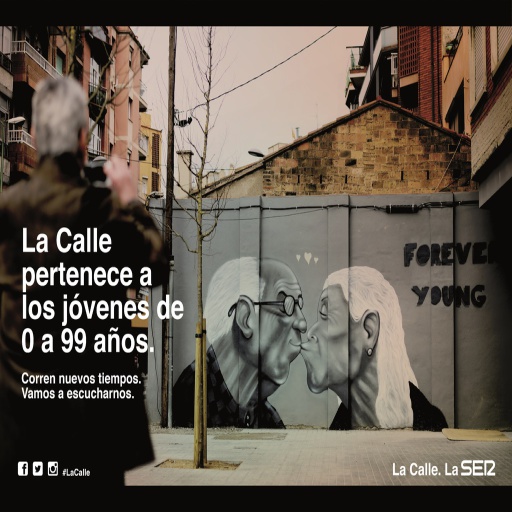 La Calle
pertenece a
los jóvenes de
0 a 99 años.
Corren nuevos tiempos.
Vamos a escucharnos.
FOREVER
YOUNG
#LaCalle
La Calle. La SER